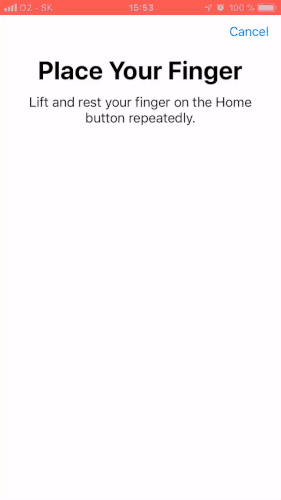 O2 - SK 15:53 100 %
Cancel
Place Your Finger
Lift and rest your finger on the Home
button repeatedly.